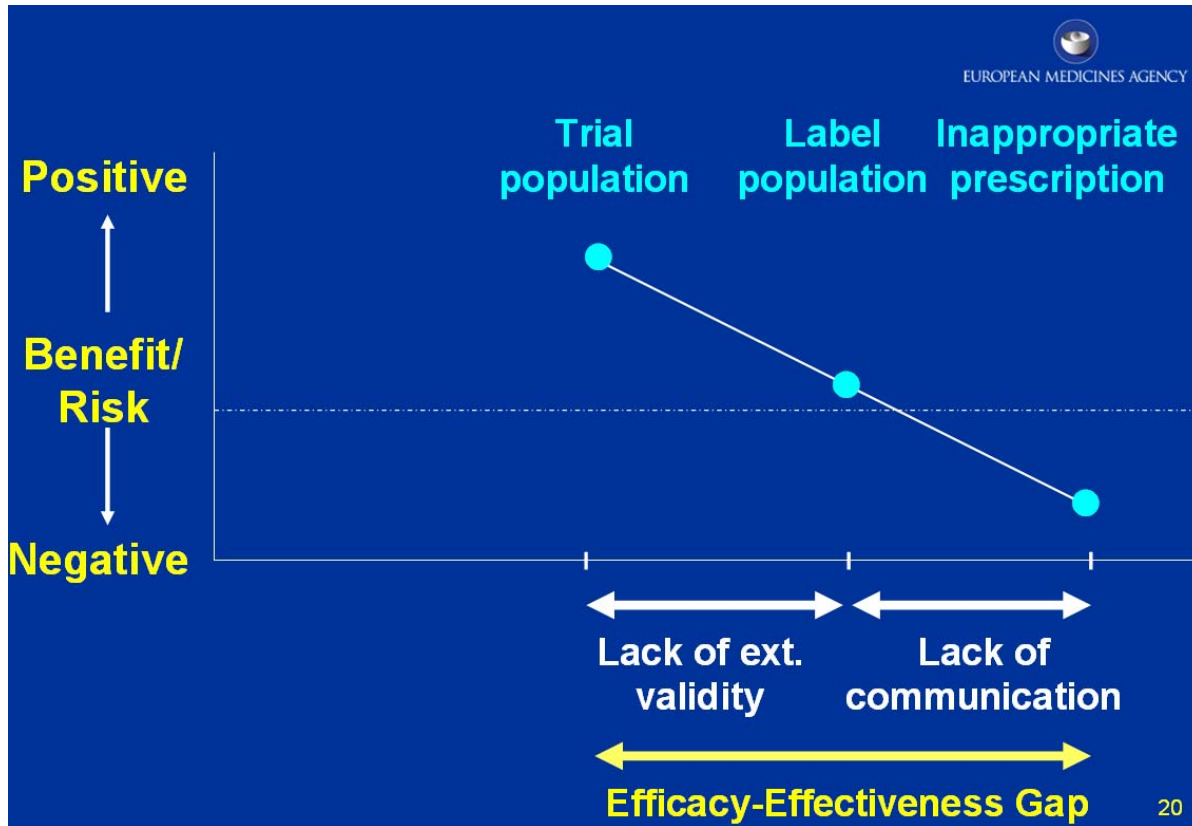 EUROPEAN MEDICINES AGENCY
Trial
population
Label
population
Inappropriate
prescription
Positive
Benefit/
Risk
Negative
Lack of ext.
validity
Lack of
communication
Efficacy-Effectiveness Gap
20